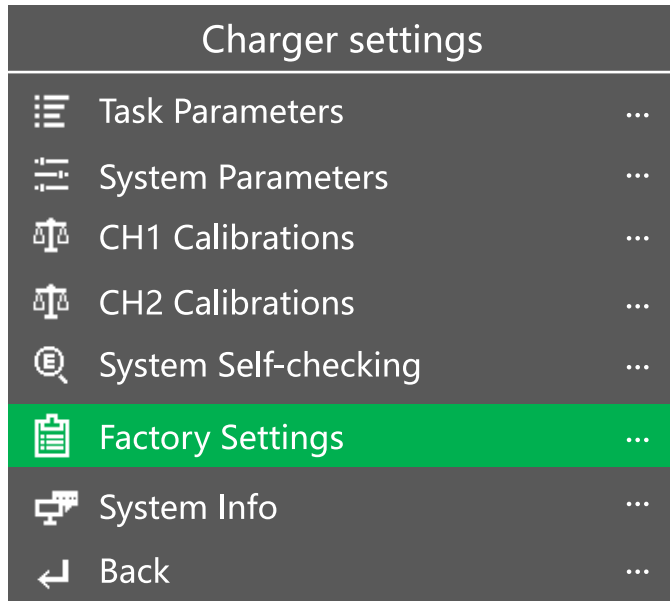 Charger settings
Task Parameters ...
System Parameters ...
CH1 Calibrations ...
CH2 Calibrations ...
System Self-checking ...
Factory Settings ...
System Info ...
Back ...